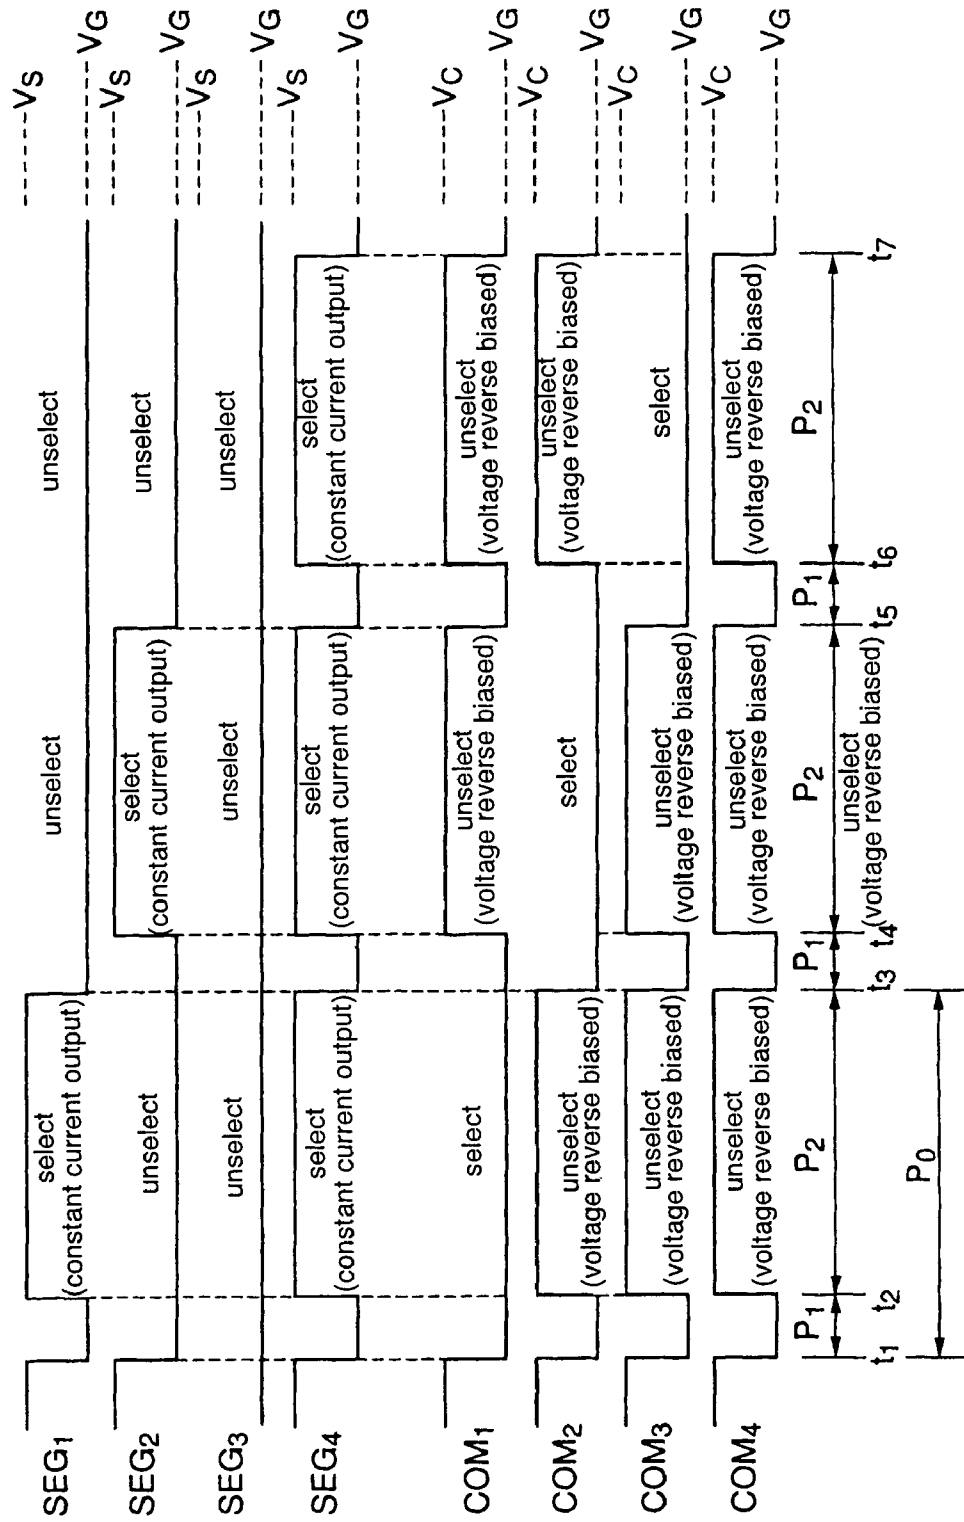 SEG1 select unselect unselect VS
(constant current output) VG
SEG2 unselect select unselect VS
(constant current output) VG
SEG3 unselect unselect unselect VS
VG
SEG4 select select select VS
(constant current output) (constant current output) (constant current output) VG
COM1 select unselect unselect VC
(voltage reverse biased) (voltage reverse biased) VG
COM2 unselect select unselect VC
(voltage reverse biased) (voltage reverse biased) VG
COM3 unselect unselect select VC
(voltage reverse biased) (voltage reverse biased) VG
COM4 unselect unselect unselect VC
(voltage reverse biased) (voltage reverse biased) (voltage reverse biased) VG
P1 P2 P1 P2 P1 P2
t1 t2 t3 t4 t5 t6 t7
unselect
(voltage reverse biased)
P0